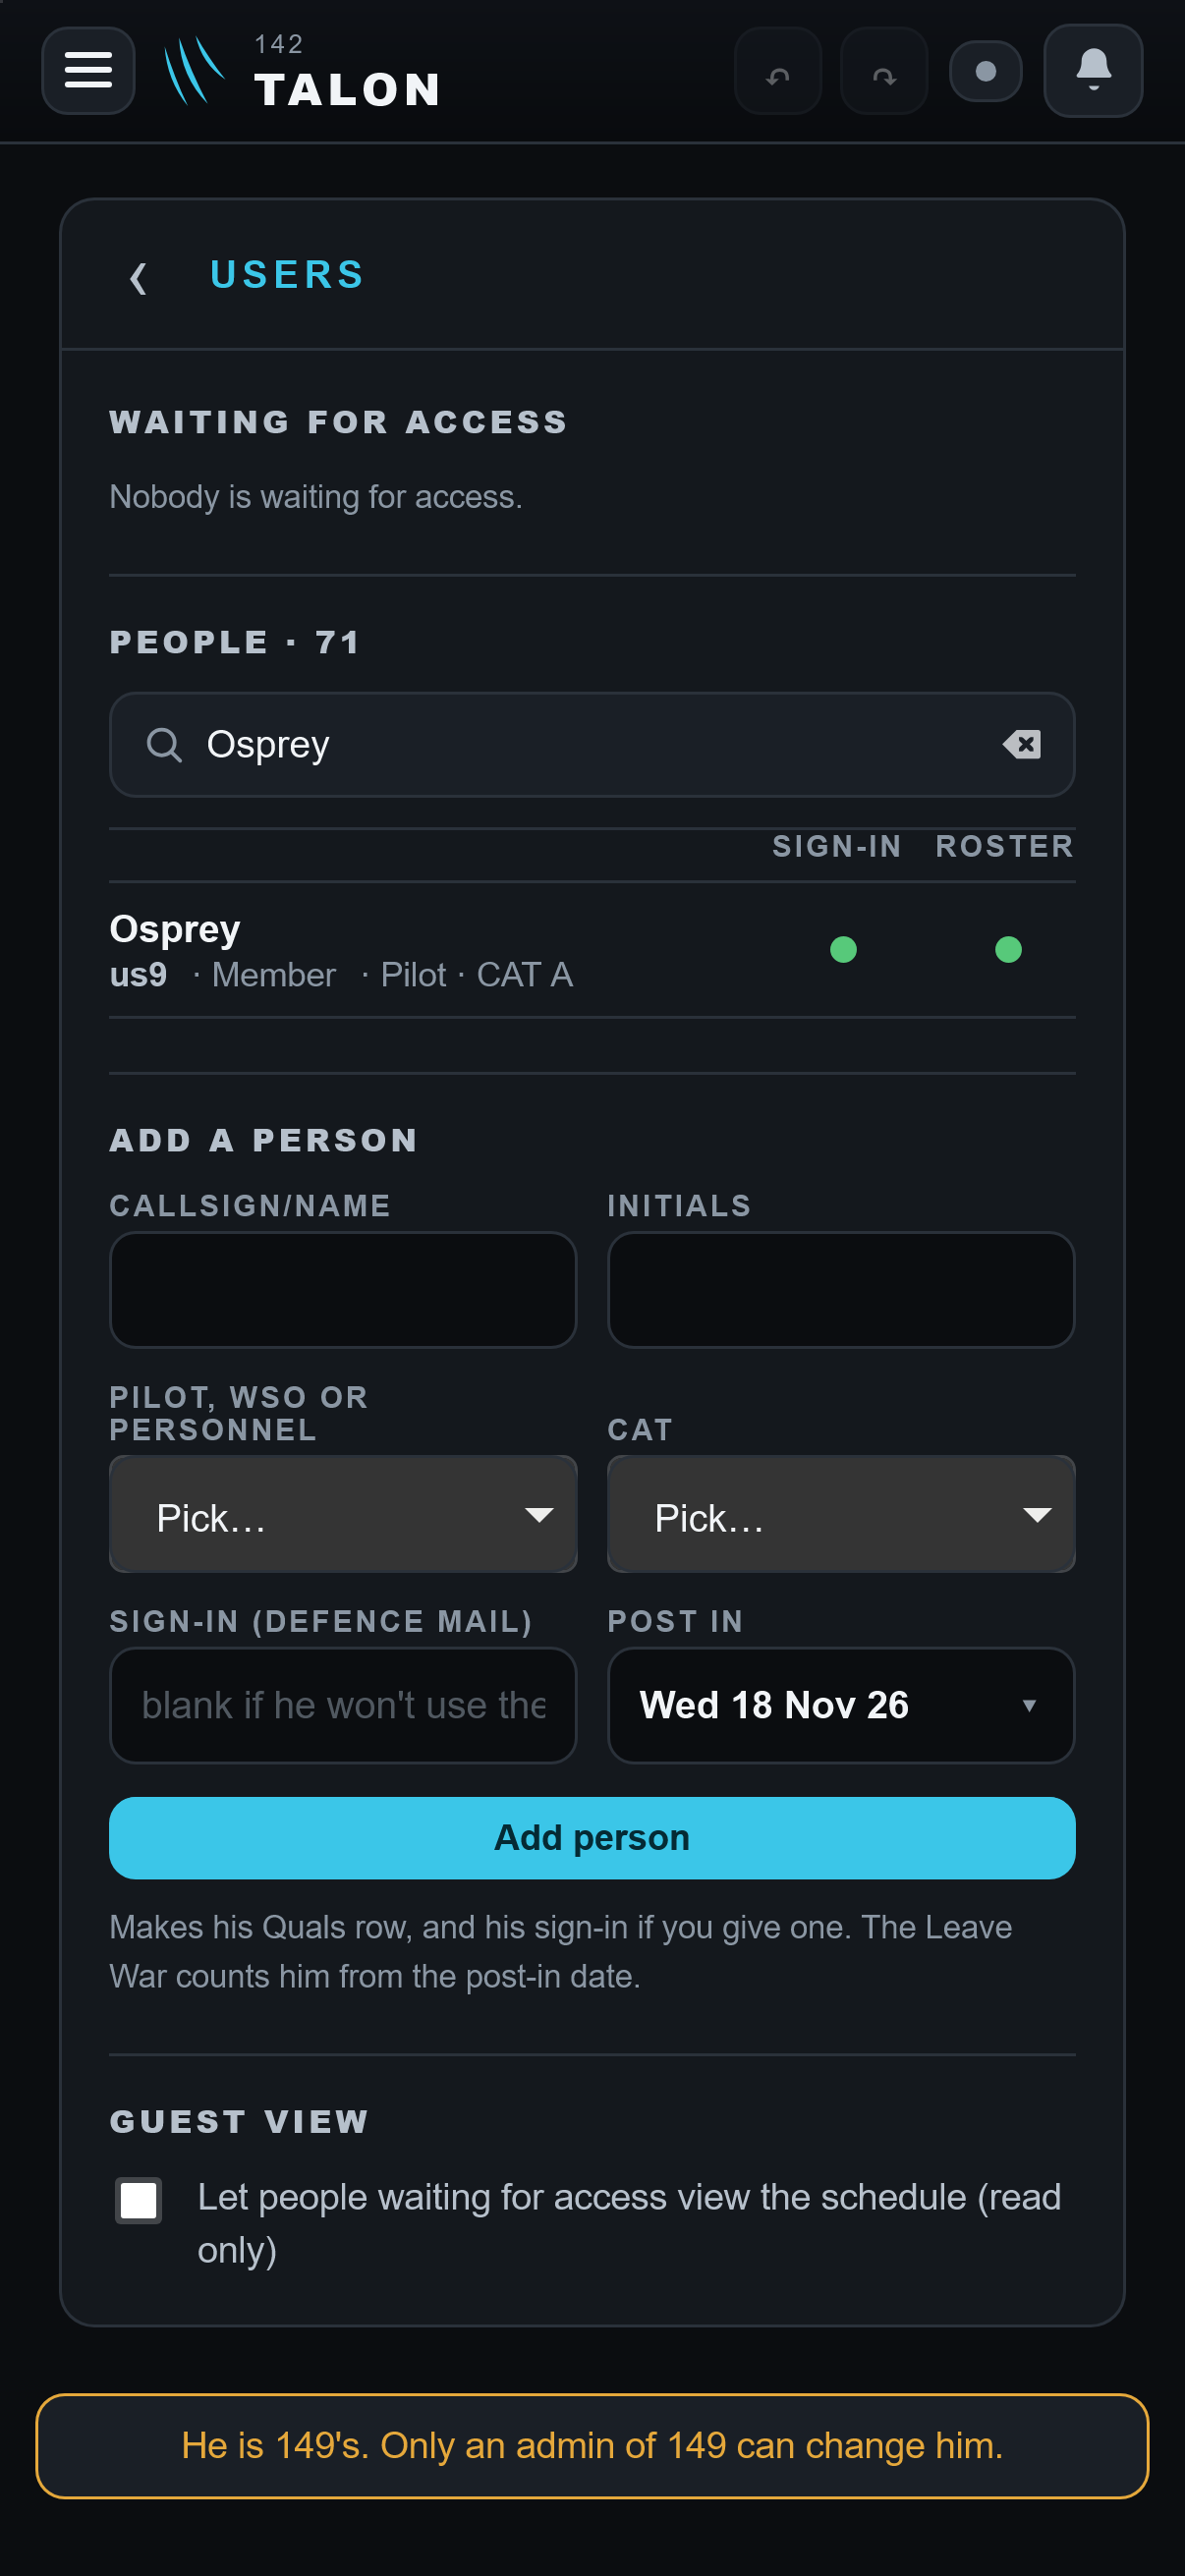 142
TALON
USERS
WAITING FOR ACCESS
Nobody is waiting for access.
PEOPLE · 71
Osprey
SIGN-IN ROSTER
Osprey
us9 · Member · Pilot · CAT A
ADD A PERSON
CALLSIGN/NAME INITIALS
PILOT, WSO OR
PERSONNEL CAT
Pick… Pick…
SIGN-IN (DEFENCE MAIL) POST IN
blank if he won't use the Wed 18 Nov 26
Add person
Makes his Quals row, and his sign-in if you give one. The Leave
War counts him from the post-in date.
GUEST VIEW
Let people waiting for access view the schedule (read
only)
He is 149's. Only an admin of 149 can change him.